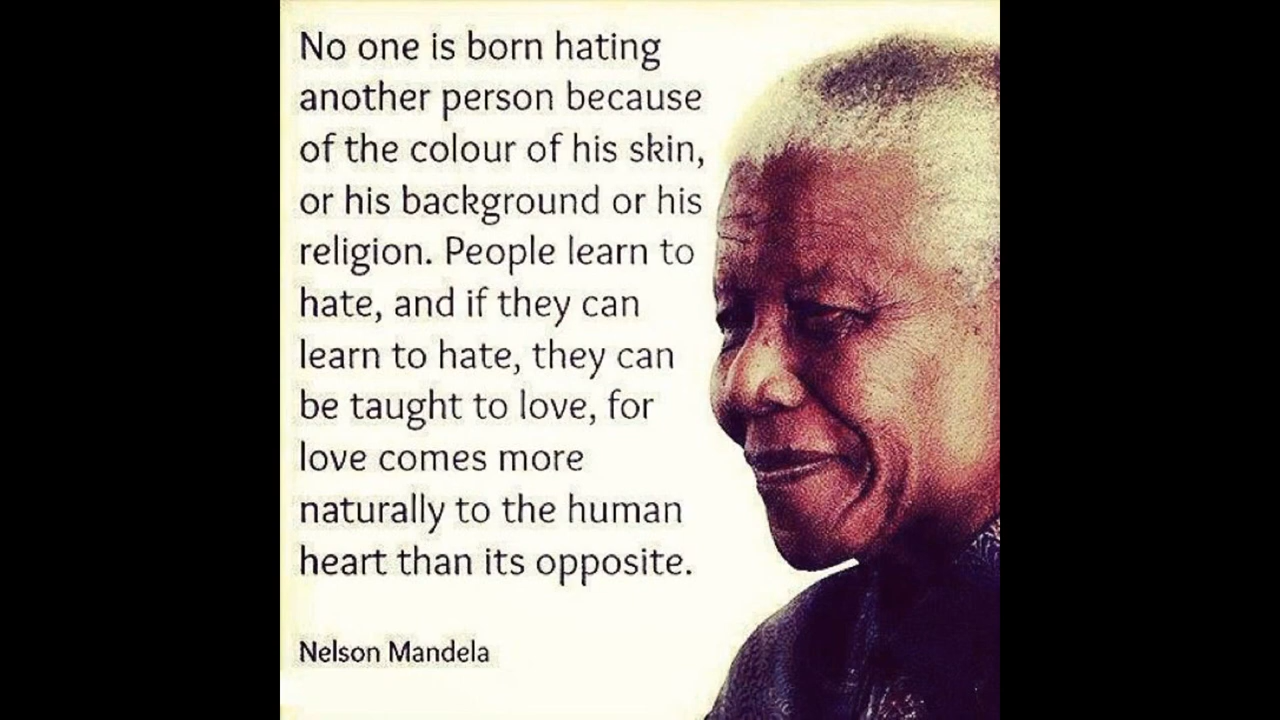 No one is born hating
another person because
of the colour of his skin,
or his background or his
religion. People learn to
hate, and if they can
learn to hate, they can
be taught to love, for
love comes more
naturally to the human
heart than its opposite.
Nelson Mandela